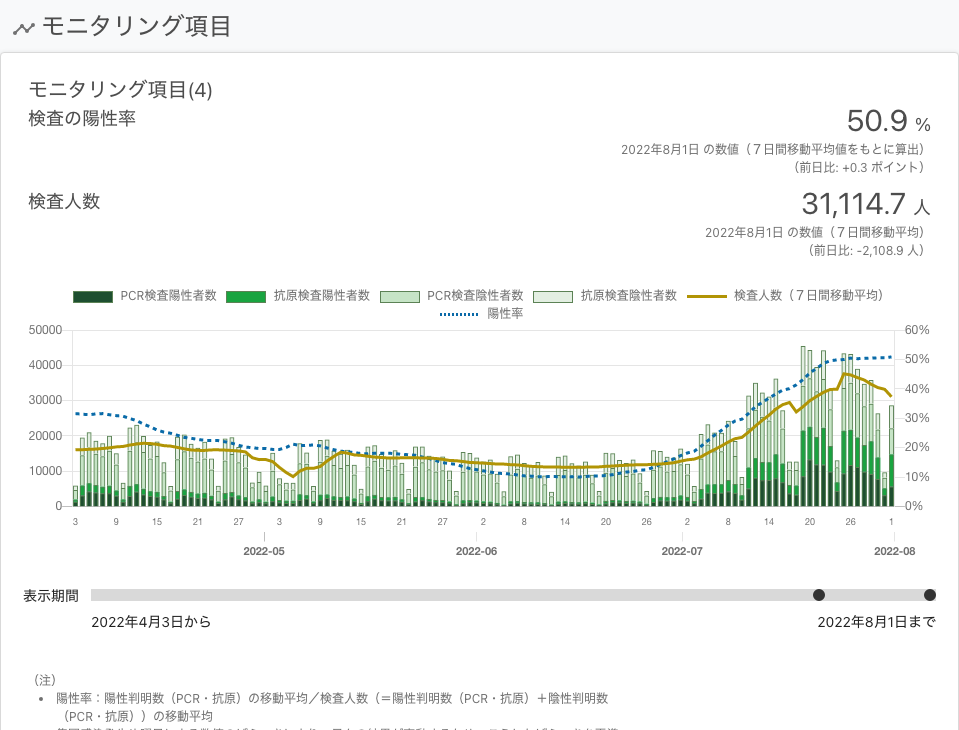 モニタリング項目
モニタリング項目(4)
検査の陽性率
50.9 %
2022年8月1日 の数値（７日間移動平均値をもとに算出）
（前日比: +0.3 ポイント）
検査人数
31,114.7 人
2022年8月1日 の数値（７日間移動平均）
（前日比: -2,108.9 人）
PCR検査陽性者数 抗原検査陽性者数 PCR検査陰性者数 抗原検査陰性者数 検査人数（７日間移動平均）
陽性率
50000 60%
40000 50%
30000 40%
20000 30%
10000 20%
0 10%
0%
3 9 15 21 27 3 9 15 21 27 2 8 14 20 26 2 8 14 20 26 1
2022-05 2022-06 2022-07 2022-08
表示期間
2022年4月3日から 2022年8月1日まで
（注）
• 陽性率：陽性判明数（PCR・抗原）の移動平均／検査人数（＝陽性判明数（PCR・抗原）＋陰性判明数
（PCR・抗原））の移動平均